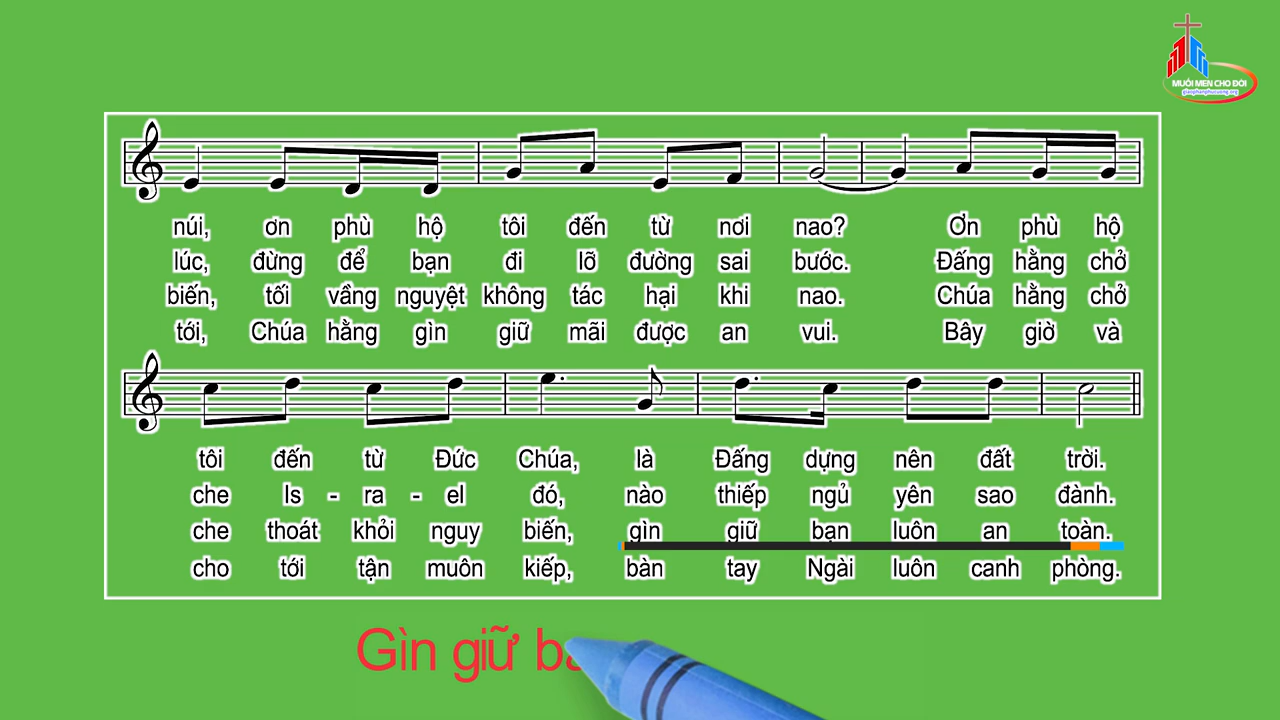 MUỐI MEN CHO ĐỜI
giaophanphucuong.org
núi, ơn phù hộ tôi đến từ nơi nao? Ơn phù hộ
lúc, đừng để bạn đi lỡ đường sai bước. Đấng hằng chở
biến, tối vầng nguyệt không tác hại khi nao. Chúa hằng chở
tới, Chúa hằng gìn giữ mãi được an vui. Bây giờ và
tôi đến từ Đức Chúa, là Đấng dựng nên đất trời.
che Is - ra - el đó, nào thiếp ngủ yên sao đành.
che thoát khỏi nguy biến, gìn giữ bạn luôn an toàn.
cho tới tận muôn kiếp, bàn tay Ngài luôn canh phòng.
Gìn giữ